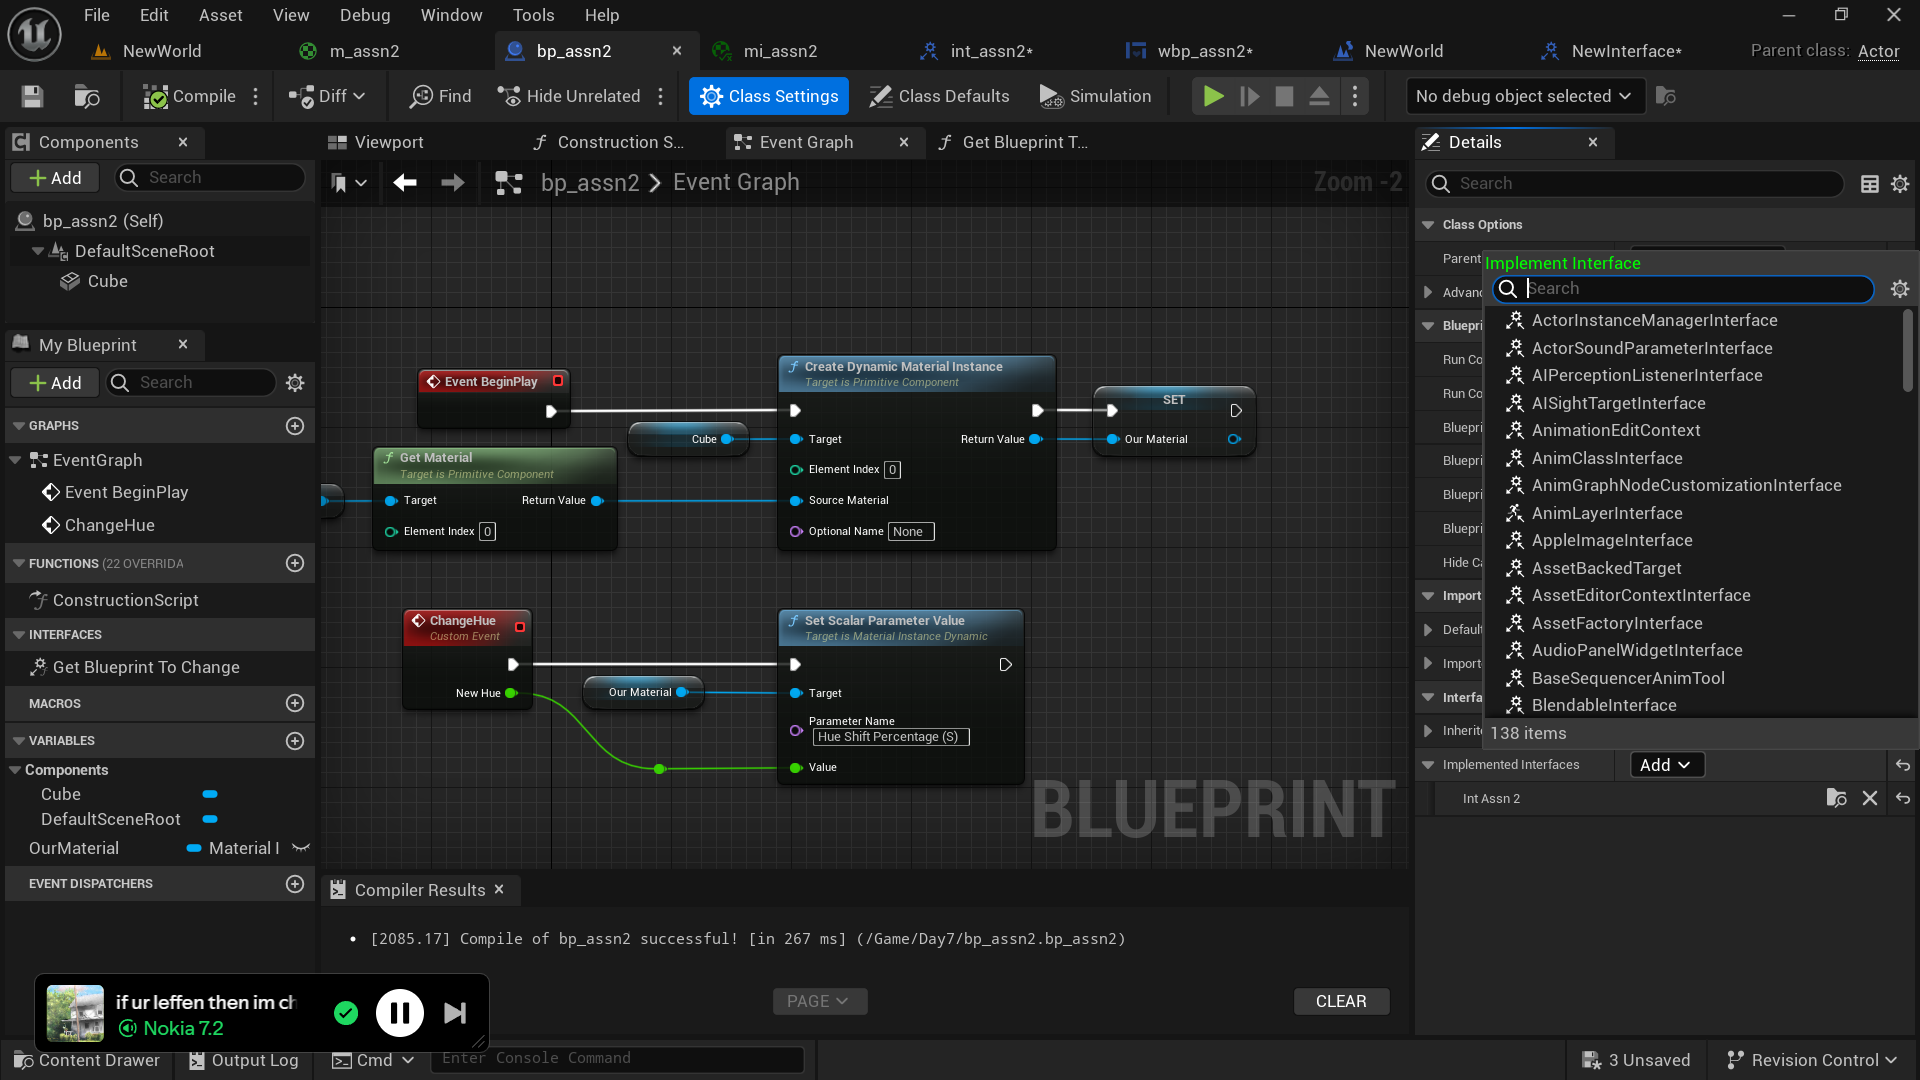 File Edit Asset View Debug Window Tools Help
NewWorld m_assn2 bp_assn2 mi_assn2 int_assn2* wbp_assn2* NewWorld NewInterface* Parent class: Actor
Compile Diff Find Hide Unrelated Class Settings Class Defaults Simulation No debug object selected
Components
Add Search
bp_assn2 (Self)
DefaultSceneRoot
Cube
My Blueprint
Add Search
GRAPHS
EventGraph
Event BeginPlay
ChangeHue
FUNCTIONS (22 OVERRIDA
ConstructionScript
INTERFACES
Get Blueprint To Change
MACROS
VARIABLES
Components
Cube
DefaultSceneRoot
OurMaterial Material I
EVENT DISPATCHERS
Viewport Construction S... Event Graph Get Blueprint T...
bp_assn2 > Event Graph Zoom -2
Event BeginPlay
Create Dynamic Material Instance
Target is Primitive Component
SET
Cube Target Return Value Our Material
Element Index 0
Source Material
Optional Name None
Get Material
Target is Primitive Component
Target Return Value
Element Index 0
ChangeHue
Custom Event
New Hue
Our Material
Set Scalar Parameter Value
Target is Material Instance Dynamic
Target
Parameter Name
Hue Shift Percentage (S)
Value
BLUEPRINT
Compiler Results
• [2085.17] Compile of bp_assn2 successful! [in 267 ms] (/Game/Day7/bp_assn2.bp_assn2)
PAGE CLEAR
Details
Search
Class Options
Parent
Advanc
Bluepri
Run Co
Run Co
Bluepri
Bluepri
Bluepri
Bluepri
Hide Ca
Import
Default
Import
Interfa
Inherite
Implement Interface
Search
ActorInstanceManagerInterface
ActorSoundParameterInterface
AIPerceptionListenerInterface
AISightTargetInterface
AnimationEditContext
AnimClassInterface
AnimGraphNodeCustomizationInterface
AnimLayerInterface
AppleImageInterface
AssetBackedTarget
AssetEditorContextInterface
AssetFactoryInterface
AudioPanelWidgetInterface
BaseSequencerAnimTool
BlendableInterface
138 items
Implemented Interfaces Add
Int Assn 2
if ur leffen then im ch
Nokia 7.2
Content Drawer Output Log Cmd Enter Console Command 3 Unsaved Revision Control